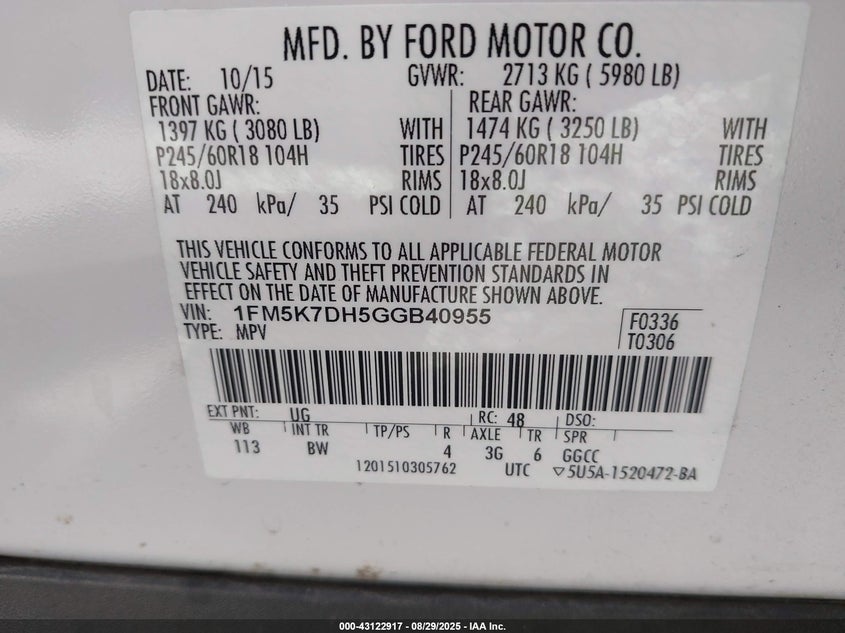 MFD. BY FORD MOTOR CO.
DATE: 10/15 GVWR: 2713 KG ( 5980 LB)
FRONT GAWR: REAR GAWR:
1397 KG ( 3080 LB) WITH 1474 KG ( 3250 LB) WITH
P245/60R18 104H TIRES P245/60R18 104H TIRES
18x8.0J RIMS 18x8.0J RIMS
AT 240 kPa/ 35 PSI COLD AT 240 kPa/ 35 PSI COLD
THIS VEHICLE CONFORMS TO ALL APPLICABLE FEDERAL MOTOR
VEHICLE SAFETY AND THEFT PREVENTION STANDARDS IN
EFFECT ON THE DATE OF MANUFACTURE SHOWN ABOVE.
VIN: 1FM5K7DH5GGB40955 F0336
TYPE: MPV T0306
EXT PNT: UG RC: 48 DSO:
WB INT TR TP/PS R AXLE TR SPR
113 BW 4 3G 6 GGCC
1201510305762 UTC ▽5U5A-1520472-BA
000-43122917 - 08/29/2025 - IAA Inc.